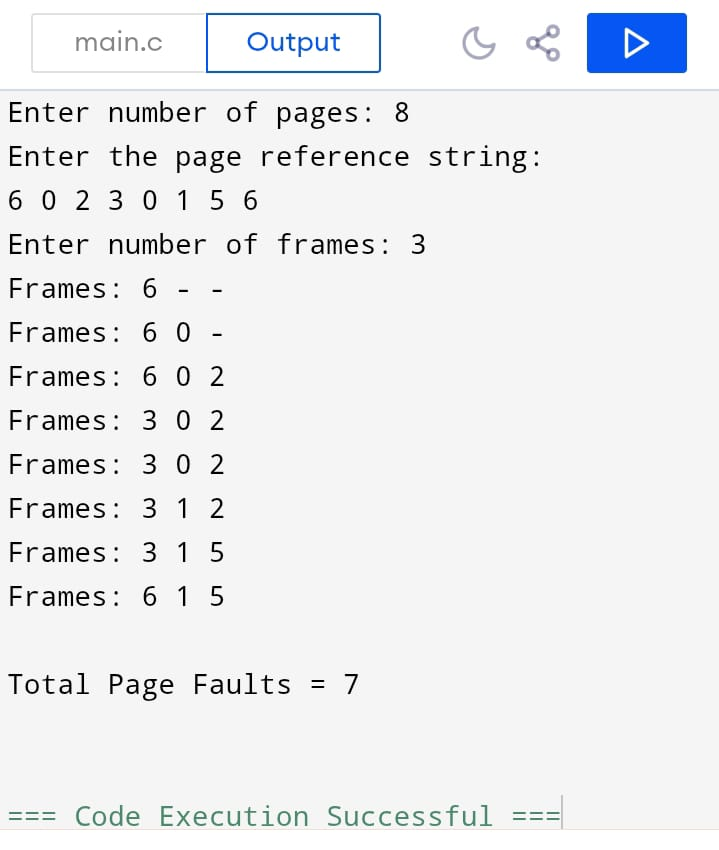 main.c Output
Enter number of pages: 8
Enter the page reference string:
6 0 2 3 0 1 5 6
Enter number of frames: 3
Frames: 6 - -
Frames: 6 0 -
Frames: 6 0 2
Frames: 3 0 2
Frames: 3 0 2
Frames: 3 1 2
Frames: 3 1 5
Frames: 6 1 5
Total Page Faults = 7
=== Code Execution Successful ===